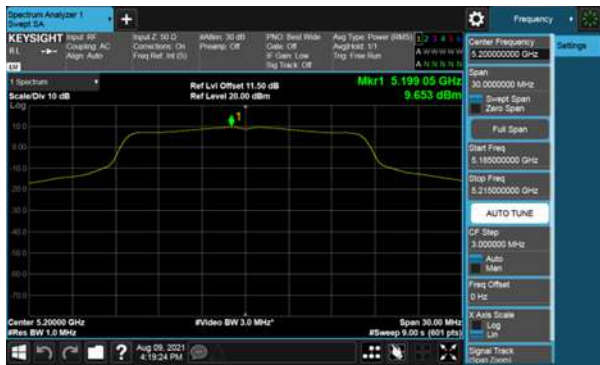 Spectrum Analyzer 1
Swept SA
+
Frequency
KEYSIGHT
RL
Input: RF
Coupling: AC
Align: Auto
Input Z: 50 Ω
Corrections: On
Freq Ref: Int (S)
#Atten: 30 dB
Preamp: Off
PNO: Best Wide
Gate: Off
IF Gain: Low
Sig Track: Off
Avg Type: Power (RMS)
Avg|Hold: 1/1
Trig: Free Run
1 2 3 4 5 6
A W W W W W
A N N N N N
LW
1 Spectrum
Scale/Div 10 dB
Log
Ref Lvl Offset 11.50 dB
Ref Level 20.00 dBm
Mkr1 5.199 05 GHz
9.653 dBm
1
10.0
0.00
-10.0
-20.0
-30.0
-40.0
-50.0
-60.0
-70.0
Center 5.20000 GHz
#Res BW 1.0 MHz
#Video BW 3.0 MHz*
Span 30.00 MHz
#Sweep 9.00 s (601 pts)
?
Aug 09, 2021
4:19:24 PM
Center Frequency
5.200000000 GHz
Settings
Span
30.0000000 MHz
Swept Span
Zero Span
Full Span
Start Freq
5.185000000 GHz
Stop Freq
5.215000000 GHz
AUTO TUNE
CF Step
3.000000 MHz
Auto
Man
Freq Offset
0 Hz
X Axis Scale
Log
Lin
Signal Track
(Span Zoom)